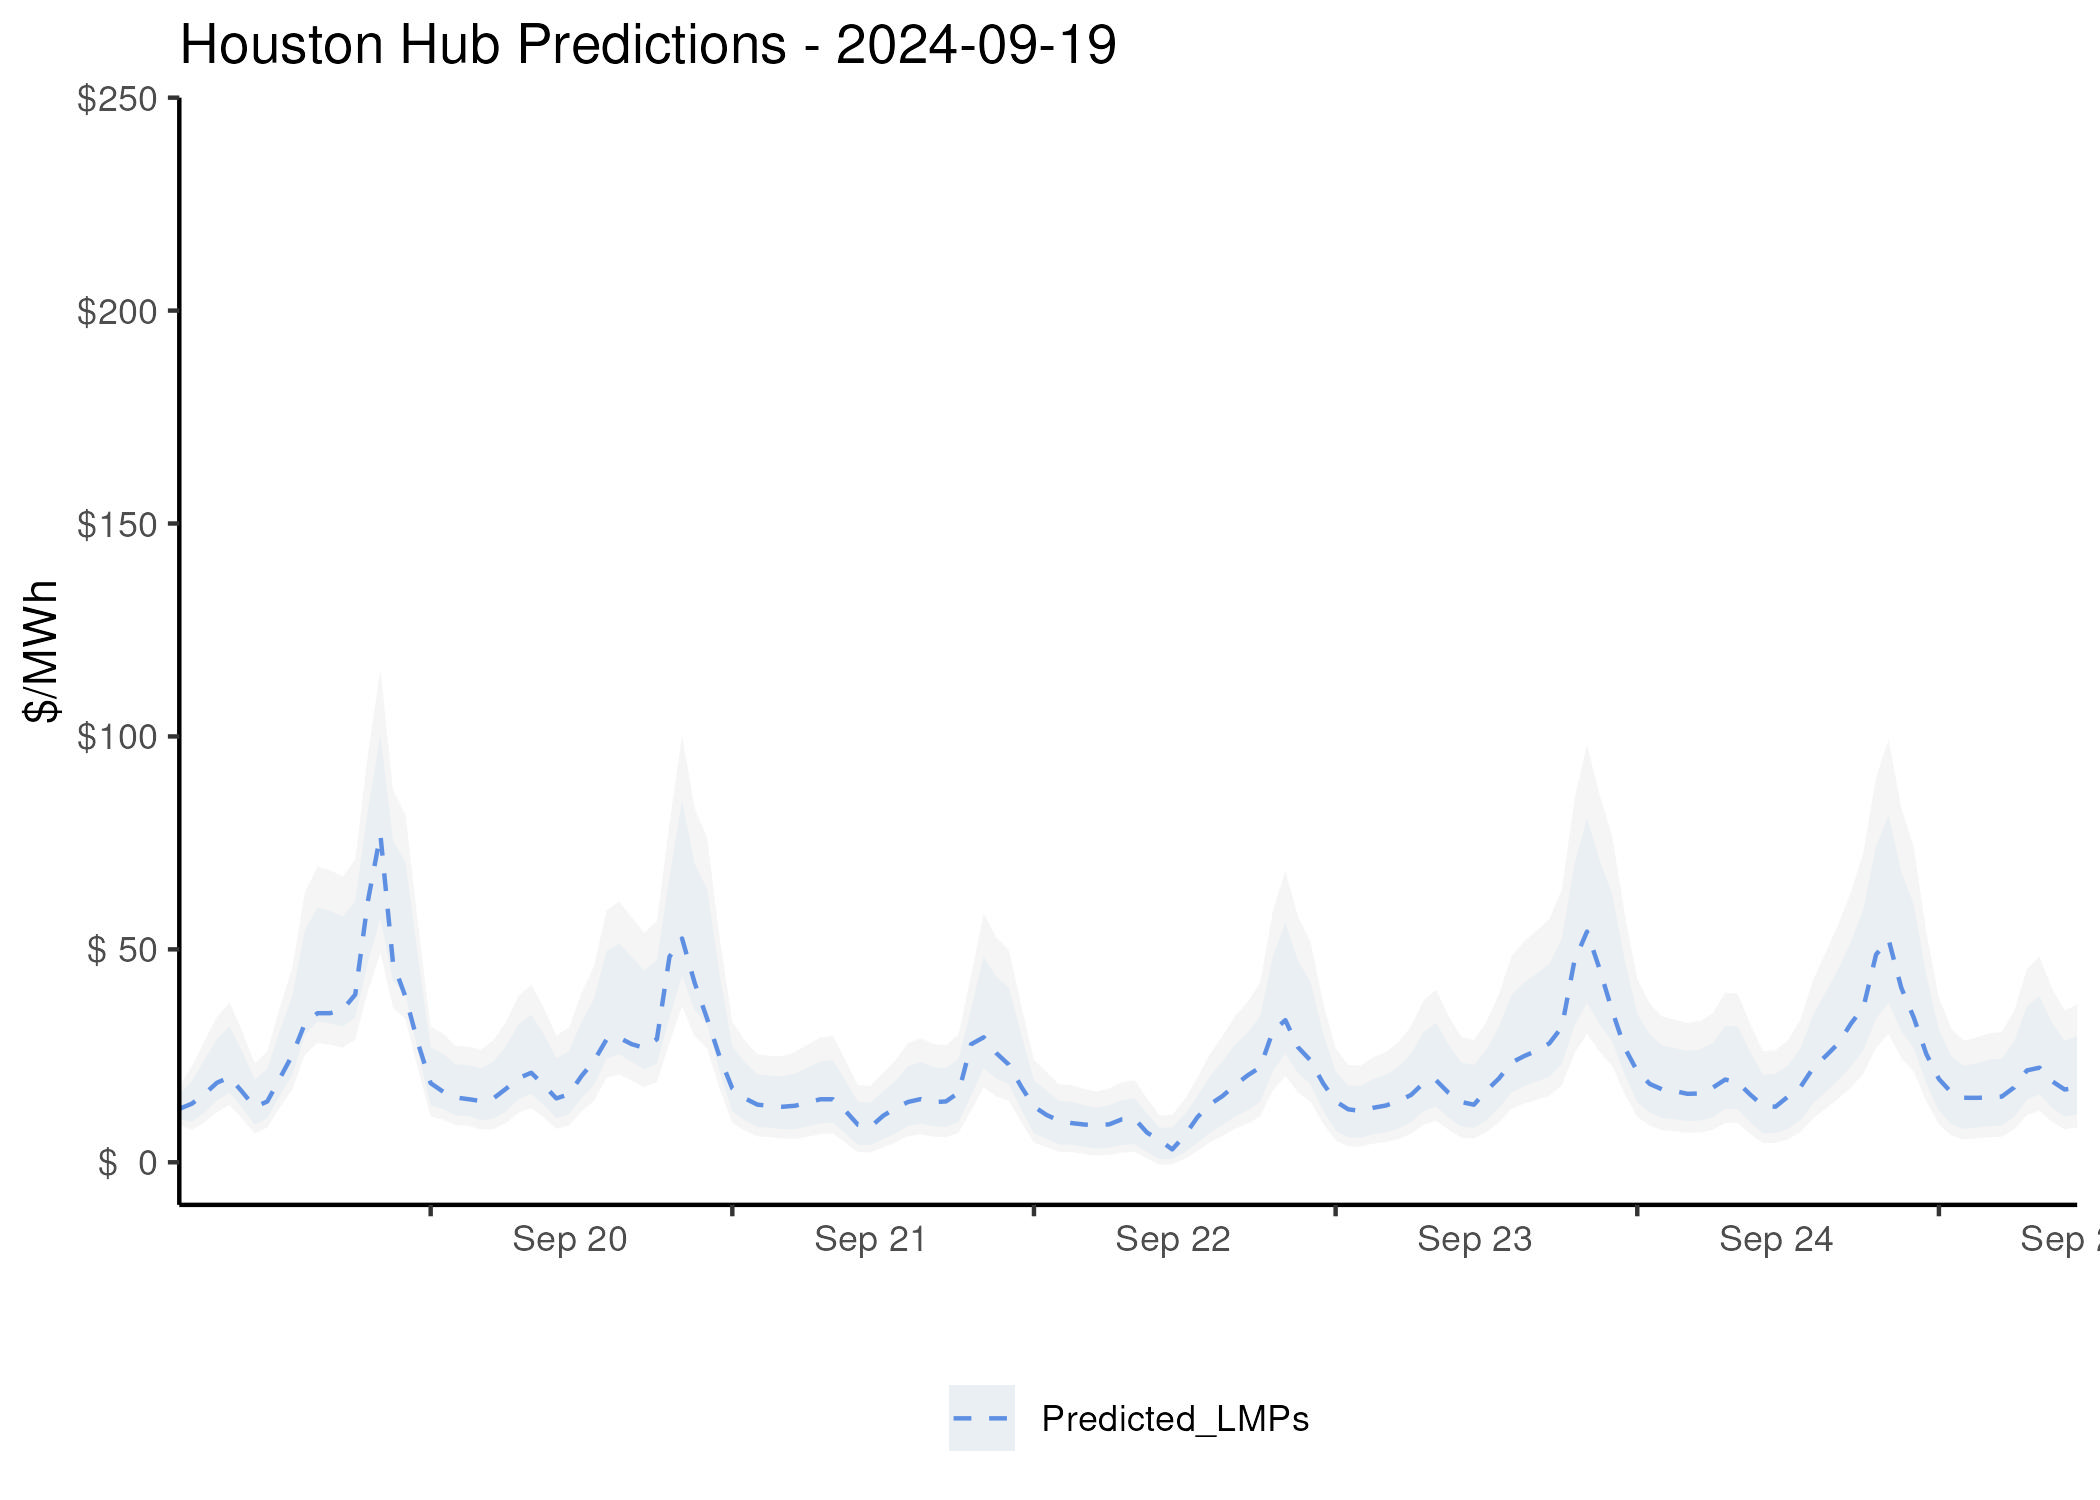 Houston Hub Predictions - 2024-09-19
$250
$200
$150
$100
$ 50
$ 0
$/MWh
Sep 20 Sep 21 Sep 22 Sep 23 Sep 24 Sep
Predicted_LMPs